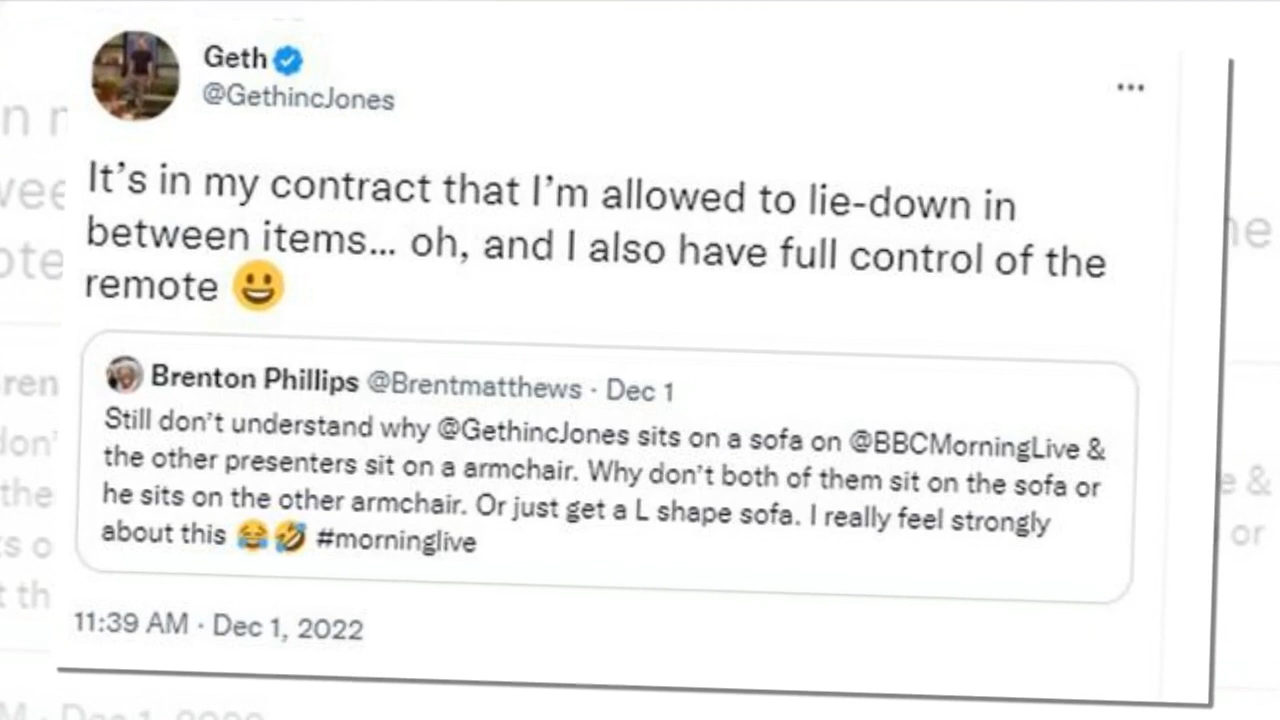 Geth
@GethincJones
It’s in my contract that I’m allowed to lie-down in
between items... oh, and I also have full control of the
remote 😀
Brenton Phillips @Brentmatthews · Dec 1
Still don’t understand why @GethincJones sits on a sofa on @BBCMorningLive &
the other presenters sit on a armchair. Why don’t both of them sit on the sofa or
he sits on the other armchair. Or just get a L shape sofa. I really feel strongly
about this 😂🤣 #morninglive
11:39 AM · Dec 1, 2022